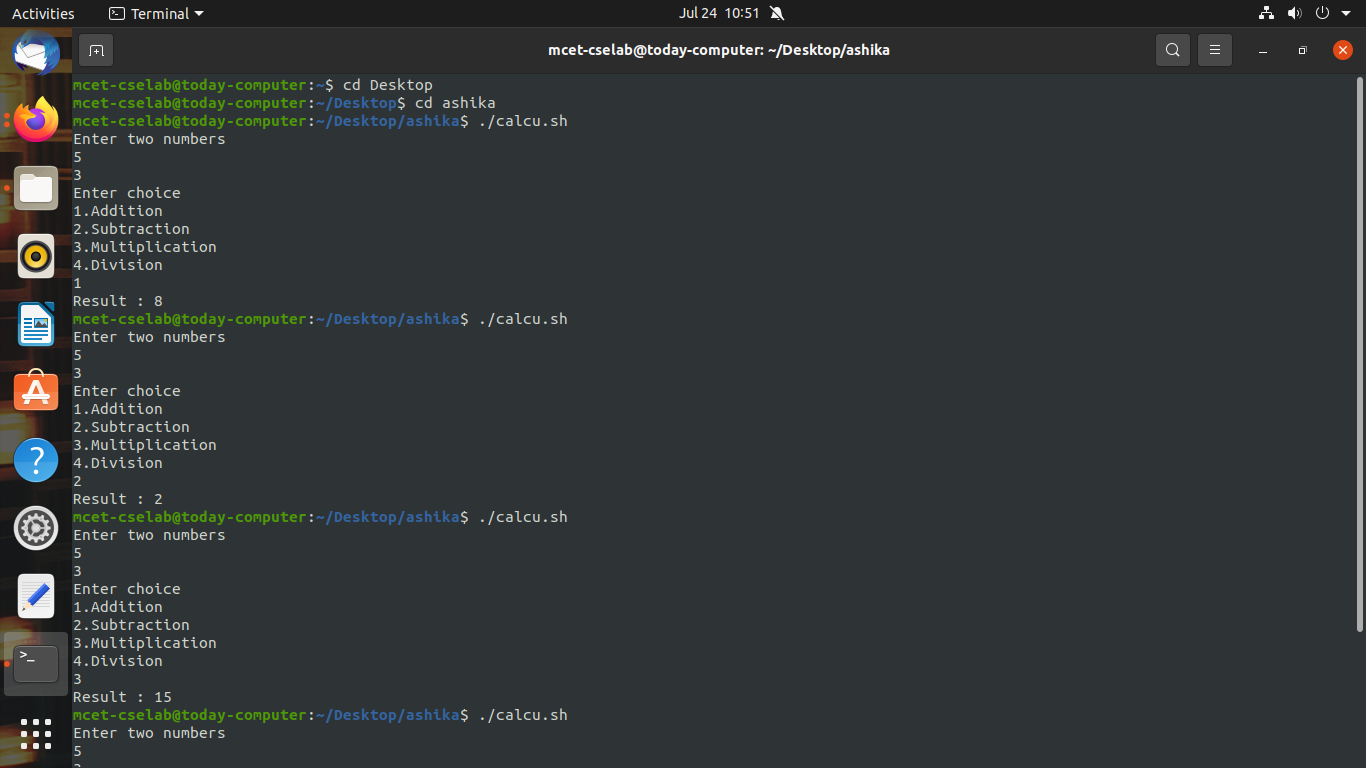 Activities Terminal Jul 24 10:51
mcet-cselab@today-computer: ~/Desktop/ashika
mcet-cselab@today-computer:~$ cd Desktop
mcet-cselab@today-computer:~/Desktop$ cd ashika
mcet-cselab@today-computer:~/Desktop/ashika$ ./calcu.sh
Enter two numbers
5
3
Enter choice
1.Addition
2.Subtraction
3.Multiplication
4.Division
1
Result : 8
mcet-cselab@today-computer:~/Desktop/ashika$ ./calcu.sh
Enter two numbers
5
3
Enter choice
1.Addition
2.Subtraction
3.Multiplication
4.Division
2
Result : 2
mcet-cselab@today-computer:~/Desktop/ashika$ ./calcu.sh
Enter two numbers
5
3
Enter choice
1.Addition
2.Subtraction
3.Multiplication
4.Division
3
Result : 15
mcet-cselab@today-computer:~/Desktop/ashika$ ./calcu.sh
Enter two numbers
5